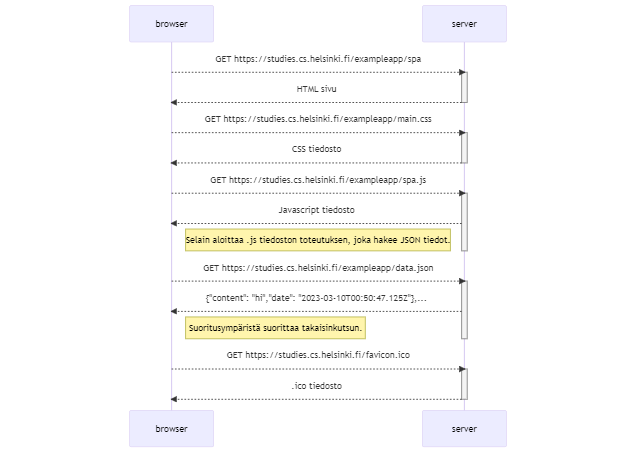 browser
server
GET https://studies.cs.helsinki.fi/exampleapp/spa
HTML sivu
GET https://studies.cs.helsinki.fi/exampleapp/main.css
CSS tiedosto
GET https://studies.cs.helsinki.fi/exampleapp/spa.js
Javascript tiedosto
Selain aloittaa .js tiedoston toteutuksen, joka hakee JSON tiedot.
GET https://studies.cs.helsinki.fi/exampleapp/data.json
{"content": "hi","date": "2023-03-10T00:50:47.125Z"},...
Suoritusympäristä suorittaa takaisinkutsun.
GET https://studies.cs.helsinki.fi/favicon.ico
.ico tiedosto
browser
server